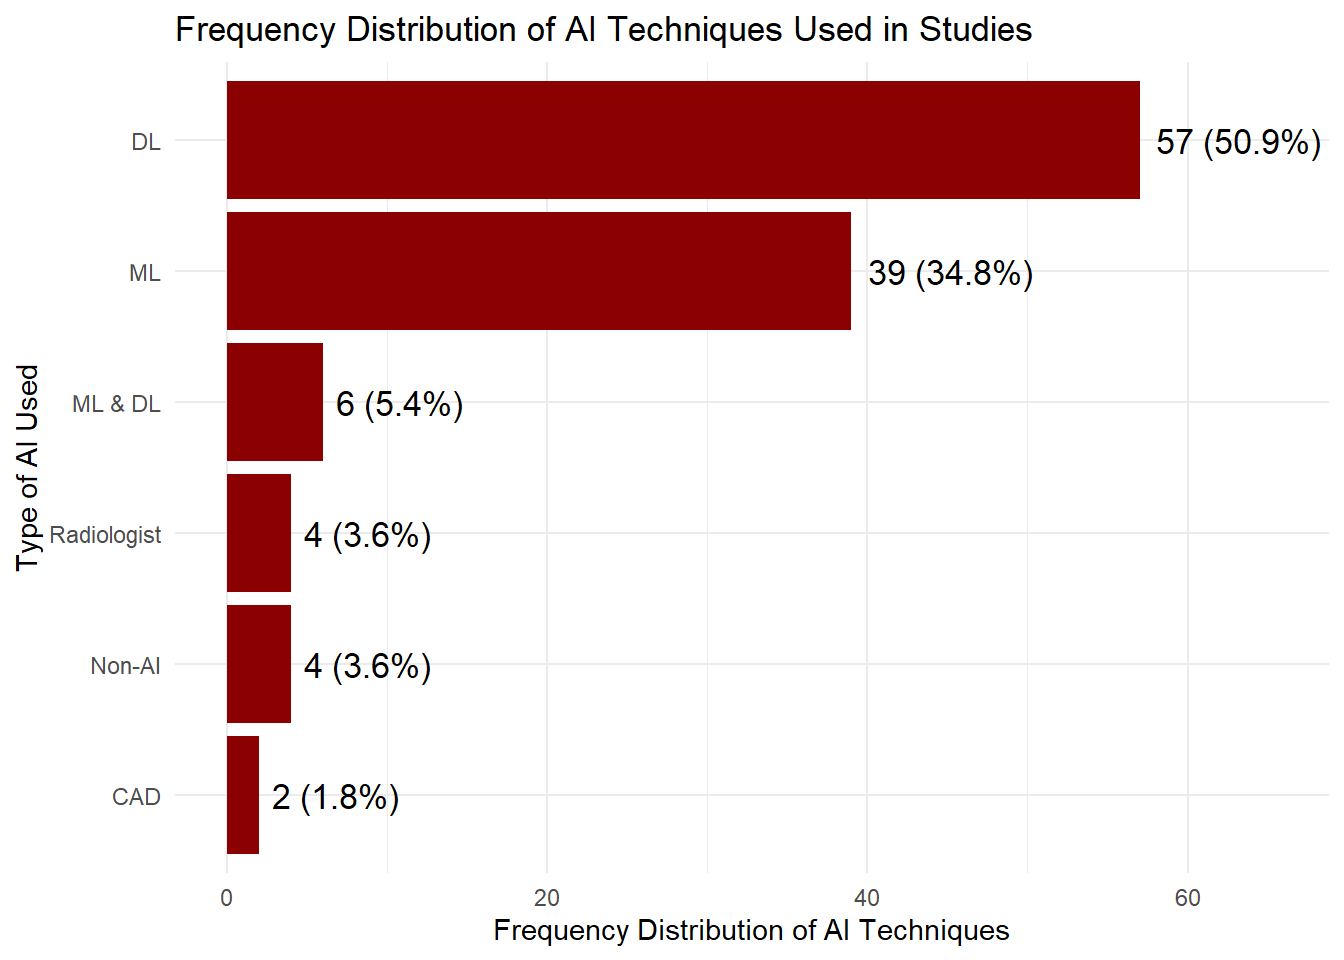 Frequency Distribution of AI Techniques Used in Studies
Type of AI Used
DL
57 (50.9%)
ML
39 (34.8%)
ML & DL
6 (5.4%)
Radiologist
4 (3.6%)
Non-AI
4 (3.6%)
CAD
2 (1.8%)
0 20 40 60
Frequency Distribution of AI Techniques